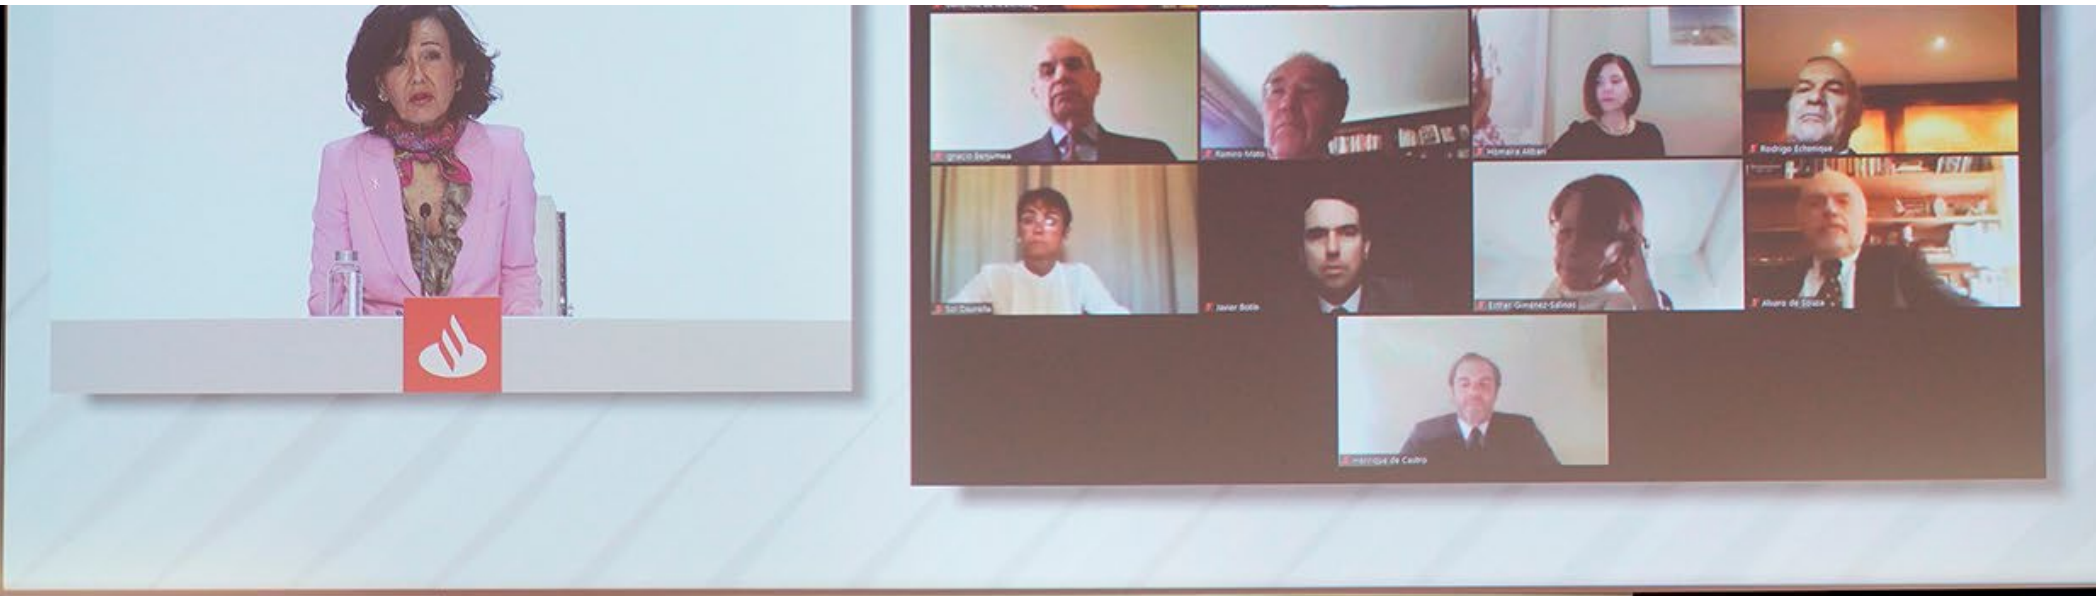 Ignacio Benjumea
Ramiro Mato
Homaira Akbari
Rodrigo Echenique
Sol Daurella
Javier Botín
Esther Giménez-Salinas
Alvaro de Souza
Henrique de Castro